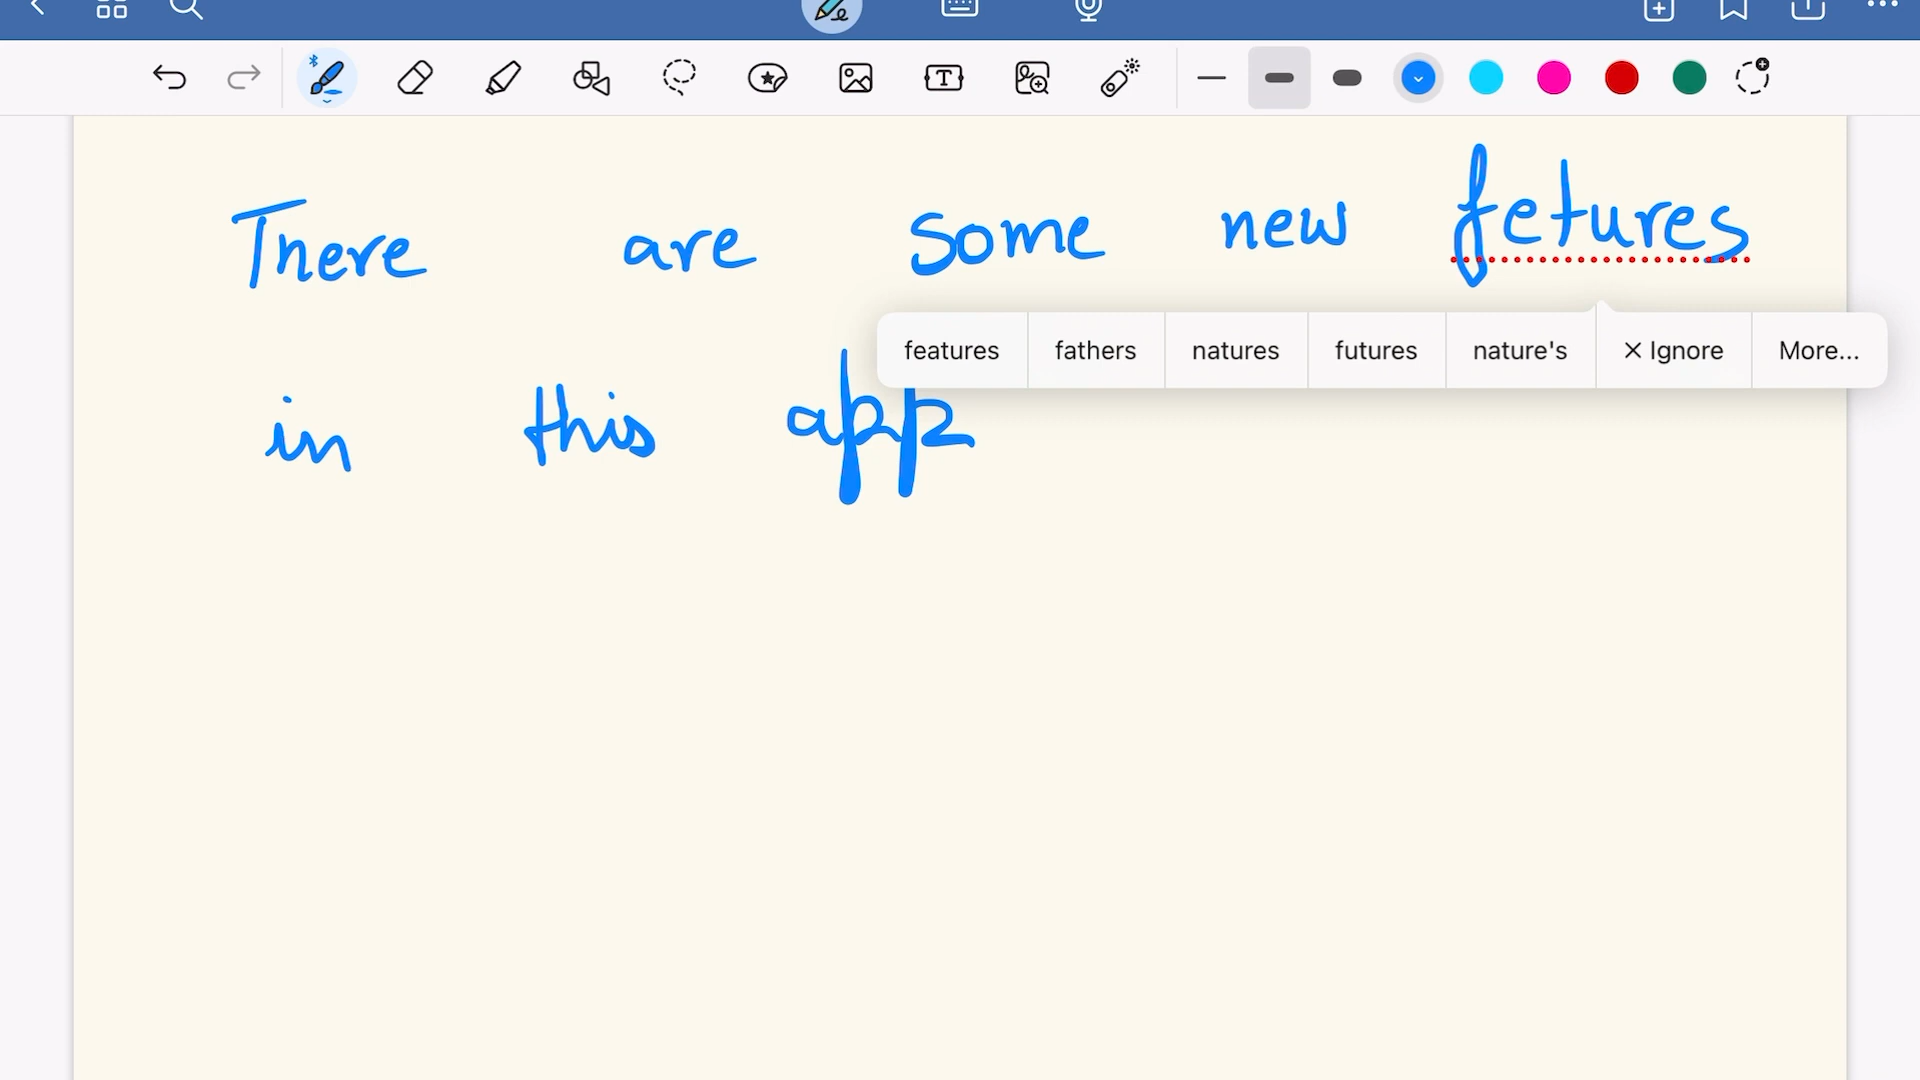 There are some new fetures
features fathers natures futures nature's × Ignore More...
in this app